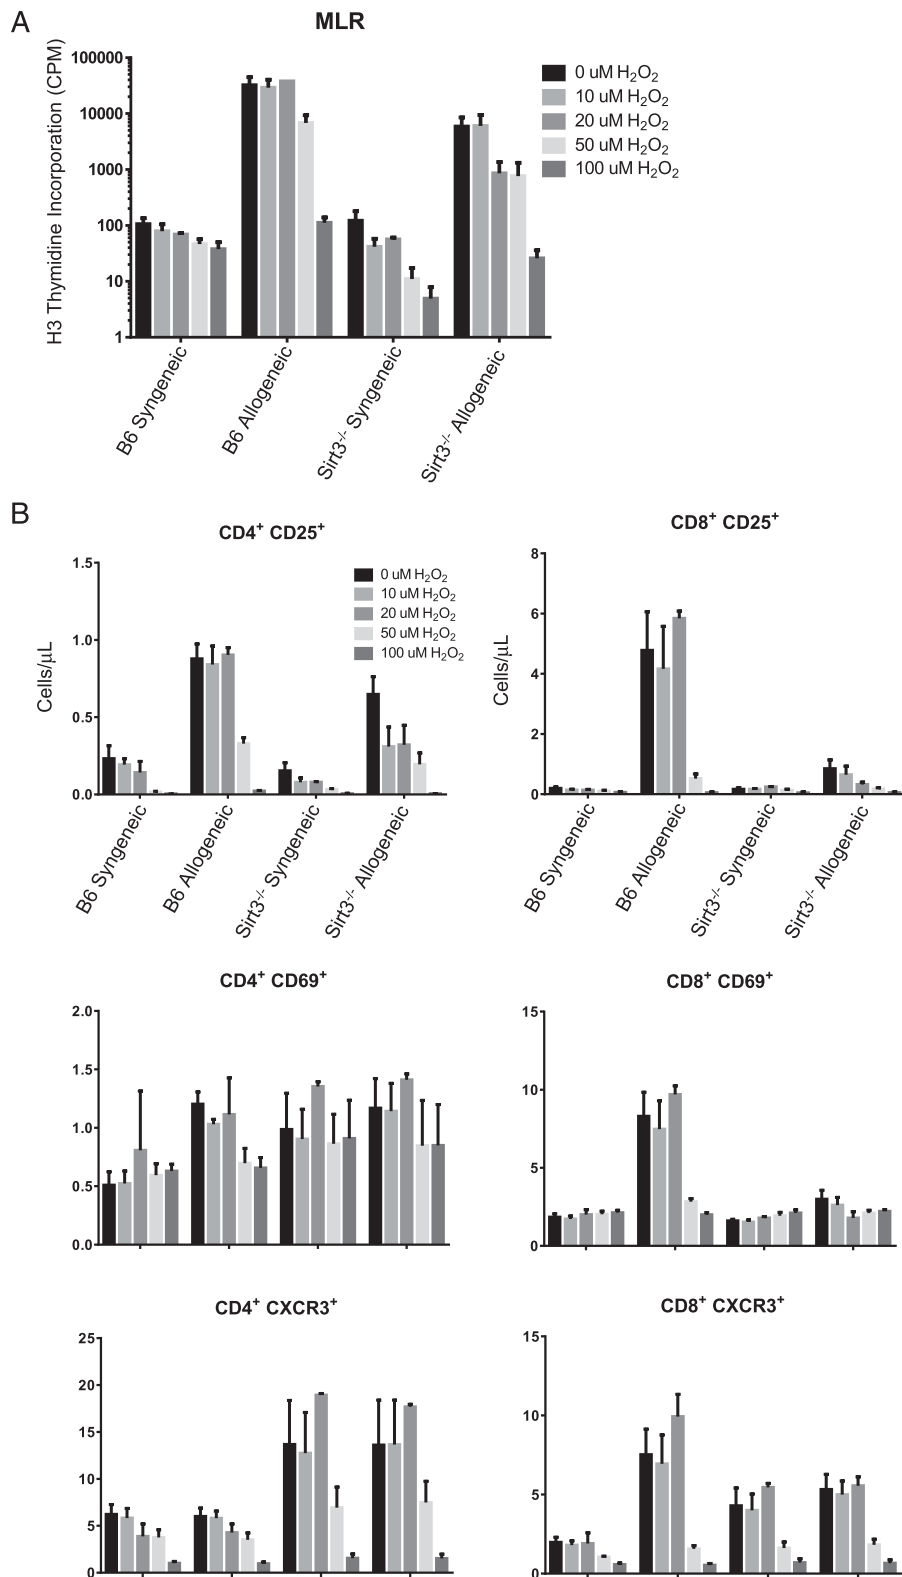 A
MLR
H3 Thymidine Incorporation (CPM)
100000
10000
1000
100
10
1
0 uM H₂O₂
10 uM H₂O₂
20 uM H₂O₂
50 uM H₂O₂
100 uM H₂O₂
B6 Syngeneic
B6 Allogeneic
Sirt3⁻/⁻ Syngeneic
Sirt3⁻/⁻ Allogeneic
B
CD4⁺ CD25⁺
Cells/µL
1.5
1.0
0.5
0.0
0 uM H₂O₂
10 uM H₂O₂
20 uM H₂O₂
50 uM H₂O₂
100 uM H₂O₂
B6 Syngeneic
B6 Allogeneic
Sirt3⁻/⁻ Syngeneic
Sirt3⁻/⁻ Allogeneic
CD8⁺ CD25⁺
Cells/µL
8
6
4
2
0
B6 Syngeneic
B6 Allogeneic
Sirt3⁻/⁻ Syngeneic
Sirt3⁻/⁻ Allogeneic
CD4⁺ CD69⁺
2.0
1.5
1.0
0.5
0.0
CD8⁺ CD69⁺
15
10
5
0
CD4⁺ CXCR3⁺
25
20
15
10
5
0
CD8⁺ CXCR3⁺
15
10
5
0